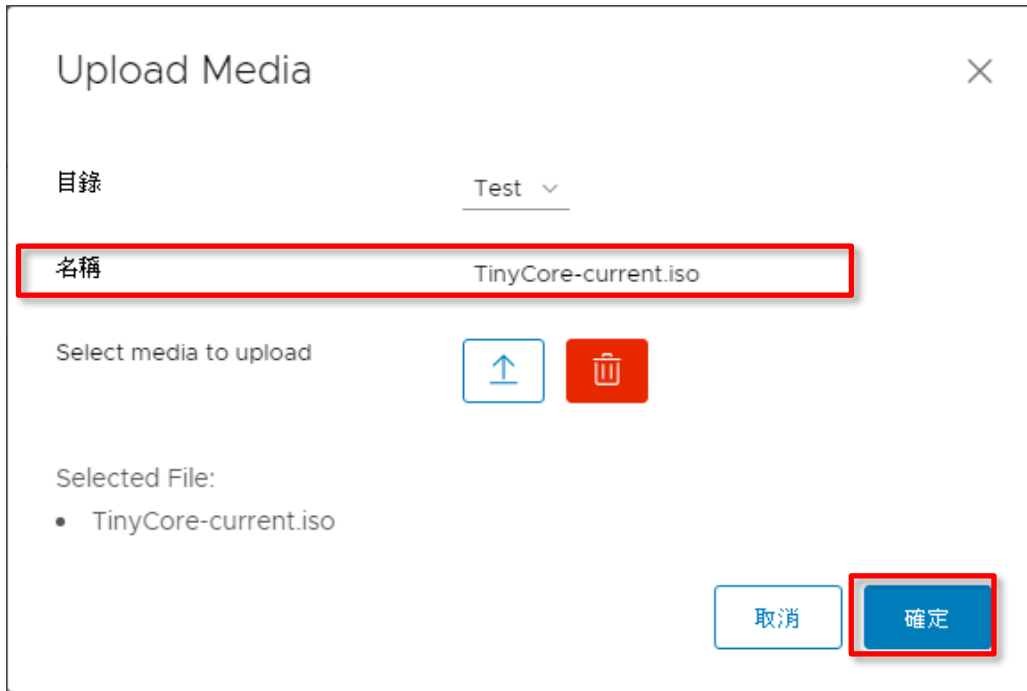 Upload Media
目錄 Test
名稱 TinyCore-current.iso
Select media to upload
Selected File:
• TinyCore-current.iso
取消 確定